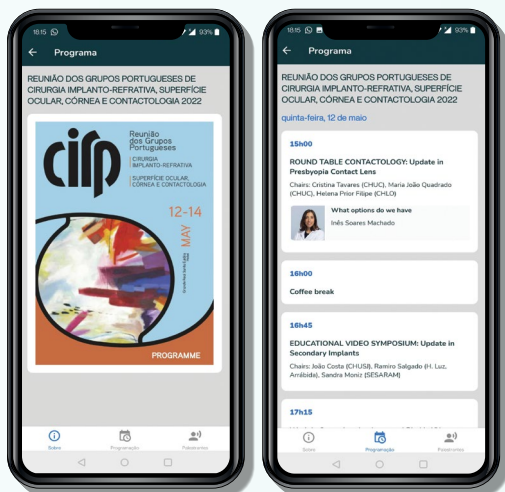 18:15
93%
Programa
REUNIÃO DOS GRUPOS PORTUGUESES DE
CIRURGIA IMPLANTO-REFRATIVA, SUPERFÍCIE
OCULAR, CÓRNEA E CONTACTOLOGIA 2022
cirp
Reunião
dos Grupos
Portugueses
CIRURGIA
IMPLANTO-REFRATIVA
SUPERFÍCIE OCULAR,
CÓRNEA E CONTACTOLOGIA
12-14
MAY
PROGRAMME
Sobre
Programação
Palestrantes
18:15
93%
Programa
REUNIÃO DOS GRUPOS PORTUGUESES DE
CIRURGIA IMPLANTO-REFRATIVA, SUPERFÍCIE
OCULAR, CÓRNEA E CONTACTOLOGIA 2022
quinta-feira, 12 de maio
15h00
ROUND TABLE CONTACTOLOGY: Update in
Presbyopia Contact Lens
Chairs: Cristina Tavares (CHUC), Maria João Quadrado
(CHUC), Helena Prior Filipe (CHLO)
What options do we have
Inês Soares Machado
16h00
Coffee break
16h45
EDUCATIONAL VIDEO SYMPOSIUM: Update in
Secondary Implants
Chairs: João Costa (CHUSJ), Ramiro Salgado (H. Luz,
Arrábida), Sandra Moniz (SESARAM)
17h15
Sobre
Programação
Palestrantes